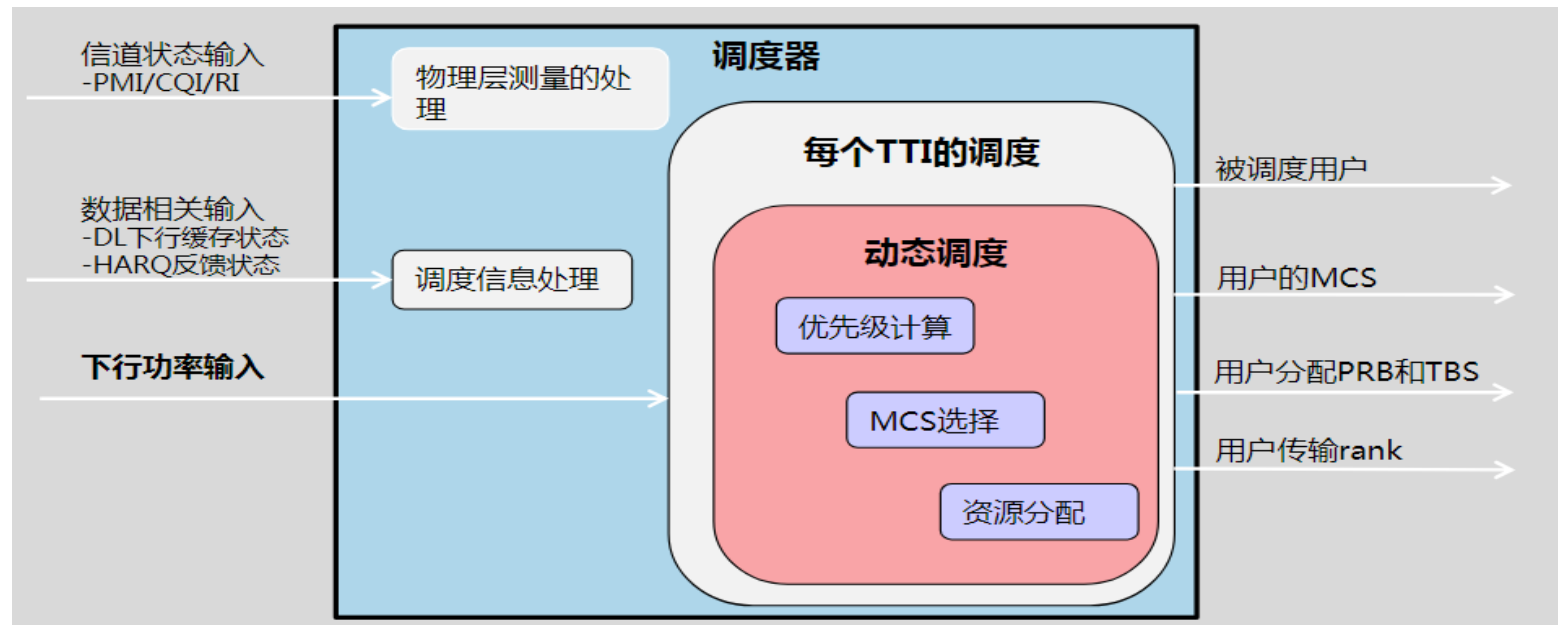 信道状态输入
-PMI/CQI/RI
物理层测量的处
理
调度器
每个TTI的调度
数据相关输入
-DL下行缓存状态
-HARQ反馈状态
调度信息处理
下行功率输入
动态调度
优先级计算
MCS选择
资源分配
被调度用户
用户的MCS
用户分配PRB和TBS
用户传输rank